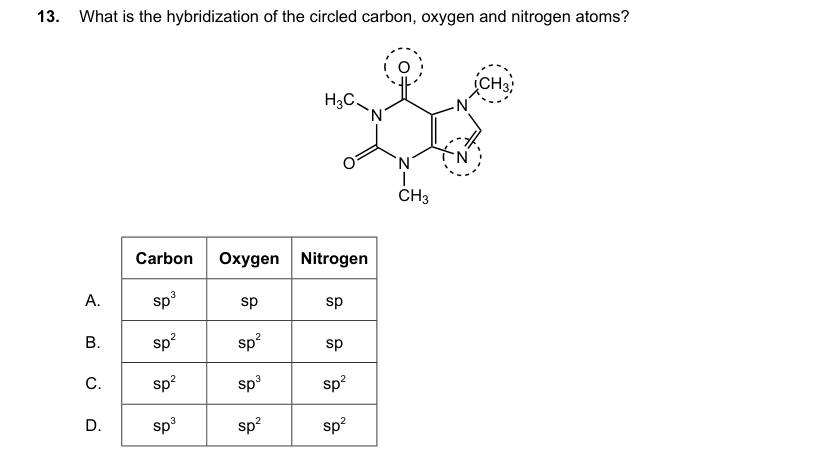 13. What is the hybridization of the circled carbon, oxygen and nitrogen atoms?
O
CH3
H3C
N
N
O
N
N
CH3
Carbon Oxygen Nitrogen
A. sp³ sp sp
B. sp² sp² sp
C. sp² sp³ sp²
D. sp³ sp² sp²